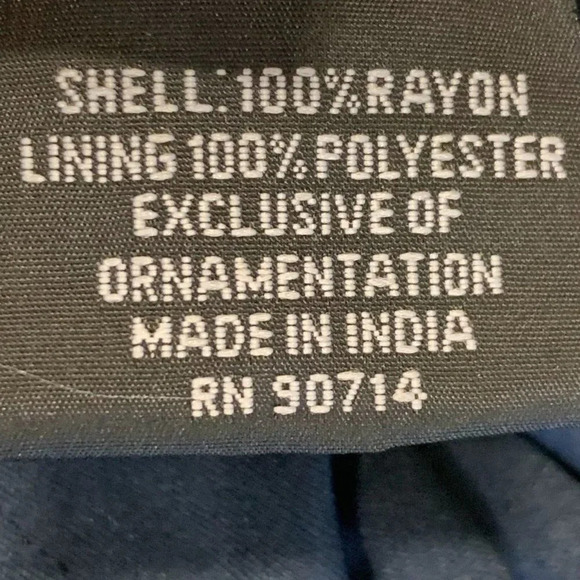 SHELL: 100% RAYON
LINING 100% POLYESTER
EXCLUSIVE OF
ORNAMENTATION
MADE IN INDIA
RN 90714